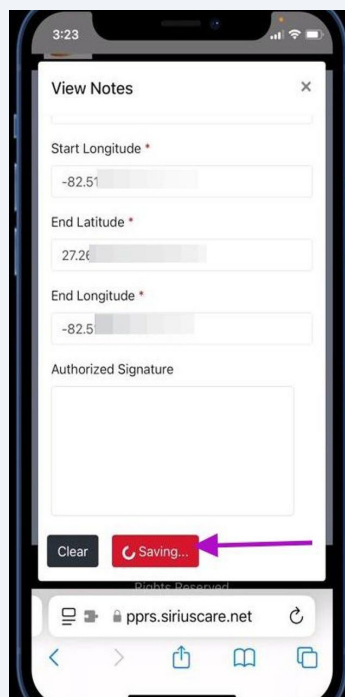 3:23
View Notes ×
Start Longitude *
-82.51
End Latitude *
27.26
End Longitude *
-82.5
Authorized Signature
Clear Saving...
Rights Reserved
pprs.siriuscare.net